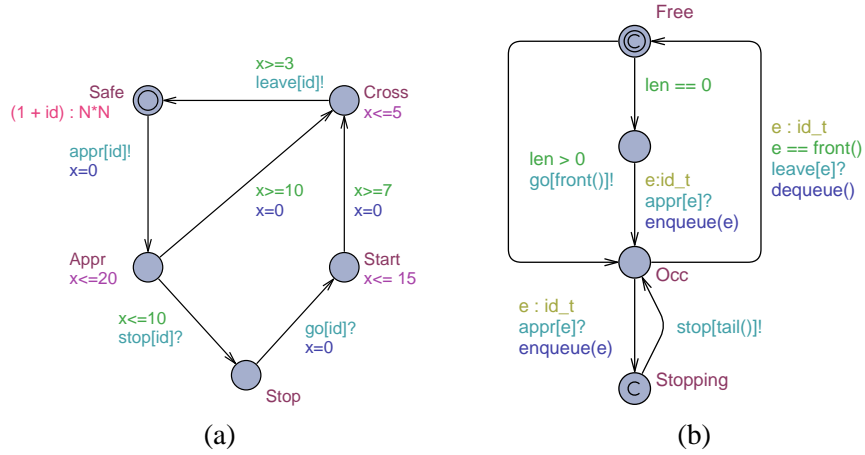 Safe
(1 + id) : N*N
x>=3
leave[id]!
Cross
x<=5
appr[id]!
x=0
x>=10
x=0
x>=7
x=0
Appr
x<=20
Start
x<= 15
x<=10
stop[id]?
go[id]?
x=0
Stop
(a)
Free
C
len == 0
len > 0
go[front()]!
e:id_t
appr[e]?
enqueue(e)
e : id_t
e == front()
leave[e]?
dequeue()
Occ
e : id_t
appr[e]?
enqueue(e)
stop[tail()]!
C
Stopping
(b)